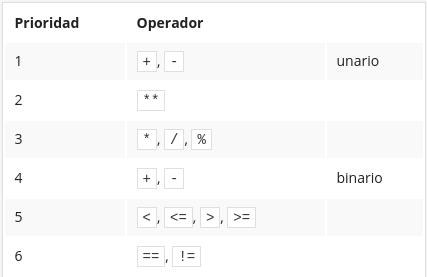 Prioridad Operador
1 +, - unario
2 **
3 *, /, %
4 +, - binario
5 <, <=, >, >=
6 ==, !=